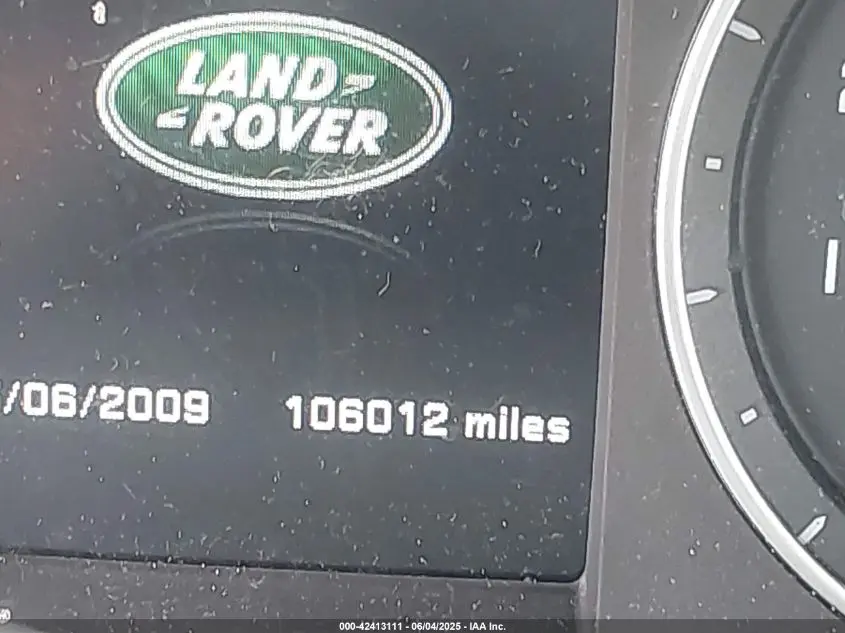 LAND
ROVER
/06/2009 106012 miles
000-42413111 - 06/04/2025 - IAA Inc.